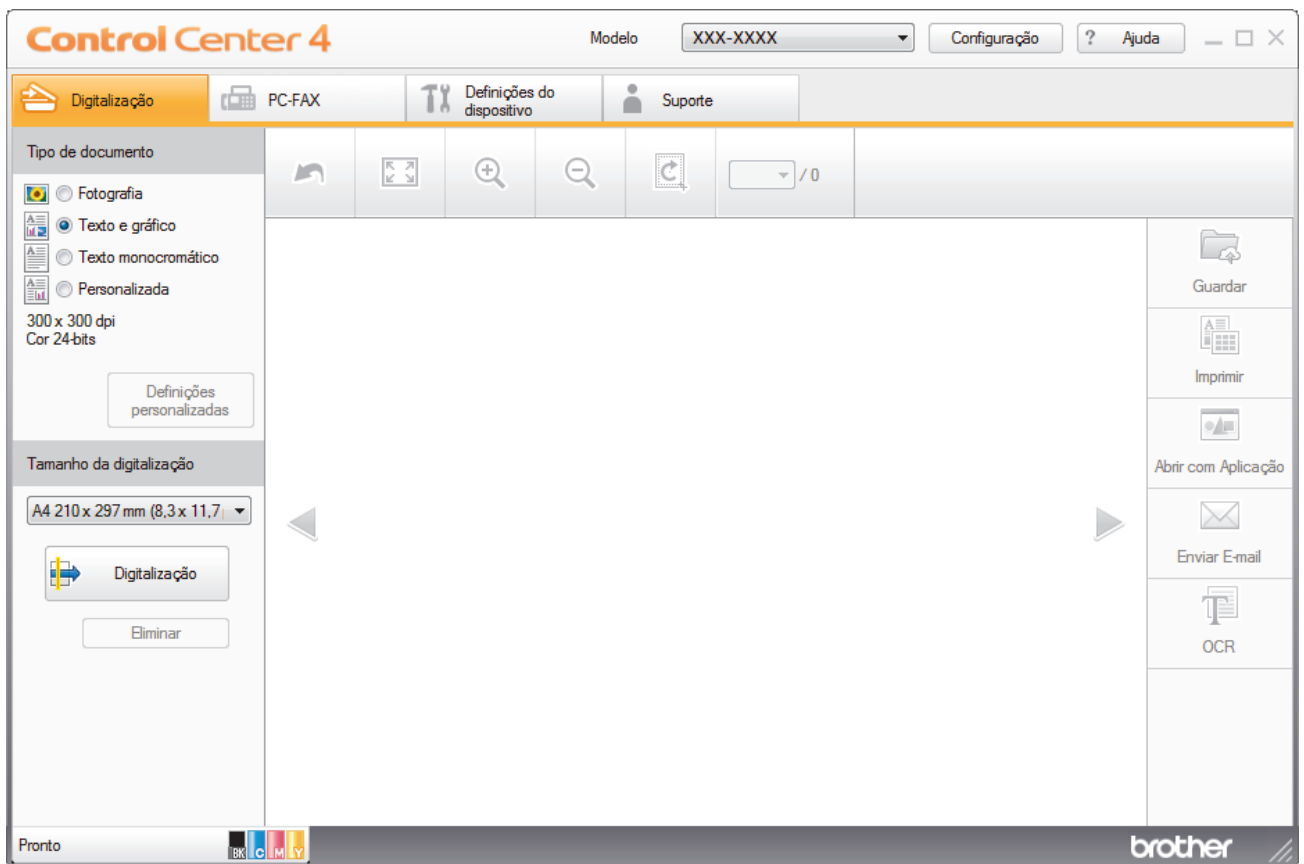 Control Center 4
Modelo
XXX-XXXX
Configuração
? Ajuda
Digitalização
PC-FAX
Definições do
dispositivo
Suporte
Tipo de documento
Fotografia
Texto e gráfico
Texto monocromático
Personalizada
300 x 300 dpi
Cor 24-bits
Definições
personalizadas
Tamanho da digitalização
A4 210 x 297 mm (8,3 x 11,7
Digitalização
Eliminar
/ 0
Guardar
Imprimir
Abrir com Aplicação
Enviar E-mail
OCR
Pronto
BK C M Y
brother